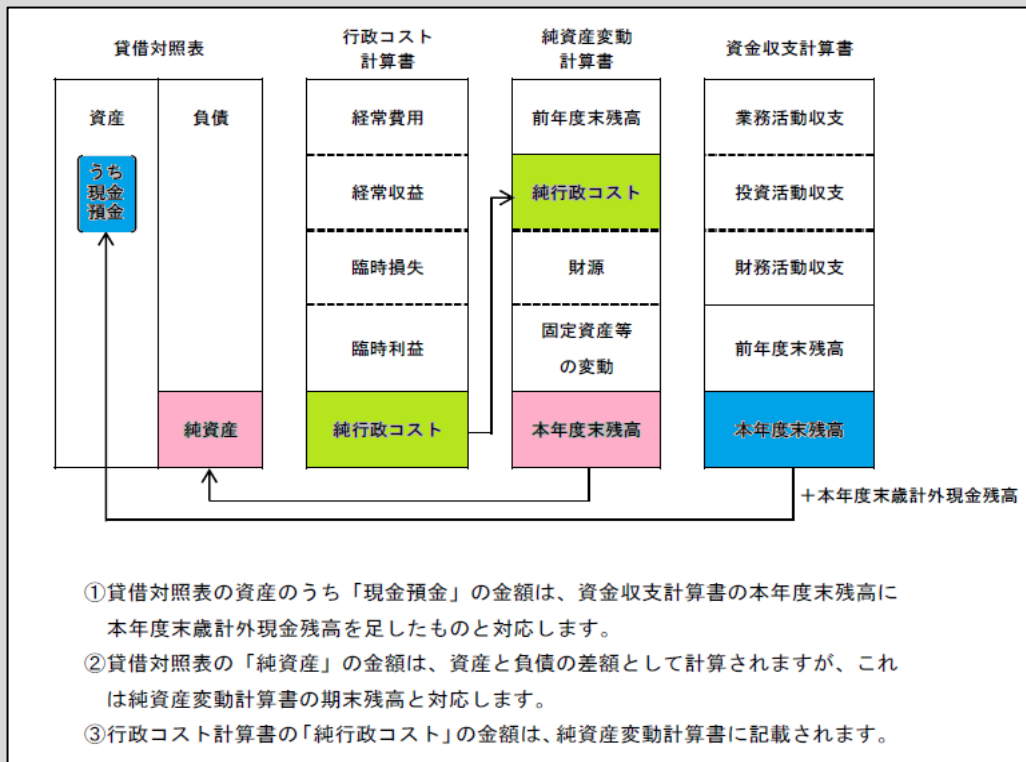 貸借対照表
行政コスト
計算書
純資産変動
計算書
資金収支計算書
資産
負債
うち
現金
預金
純資産
経常費用
経常収益
臨時損失
臨時利益
純行政コスト
前年度末残高
純行政コスト
財源
固定資産等
の変動
本年度末残高
業務活動収支
投資活動収支
財務活動収支
前年度末残高
本年度末残高
＋本年度末歳計外現金残高
①貸借対照表の資産のうち「現金預金」の金額は、資金収支計算書の本年度末残高に
本年度末歳計外現金残高を足したものと対応します。
②貸借対照表の「純資産」の金額は、資産と負債の差額として計算されますが、これ
は純資産変動計算書の期末残高と対応します。
③行政コスト計算書の「純行政コスト」の金額は、純資産変動計算書に記載されます。